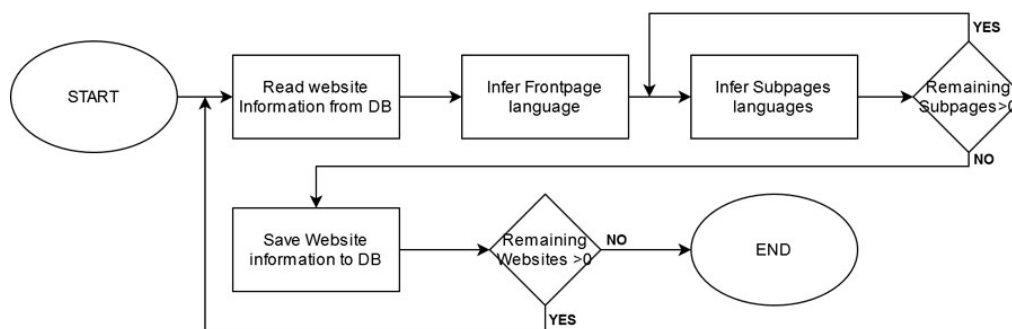 YES
START
Read website
Information from DB
Infer Frontpage
language
Infer Subpages
languages
Remaining
Subpages>0
NO
Save Website
information to DB
Remaining
Websites >0
NO
END
YES